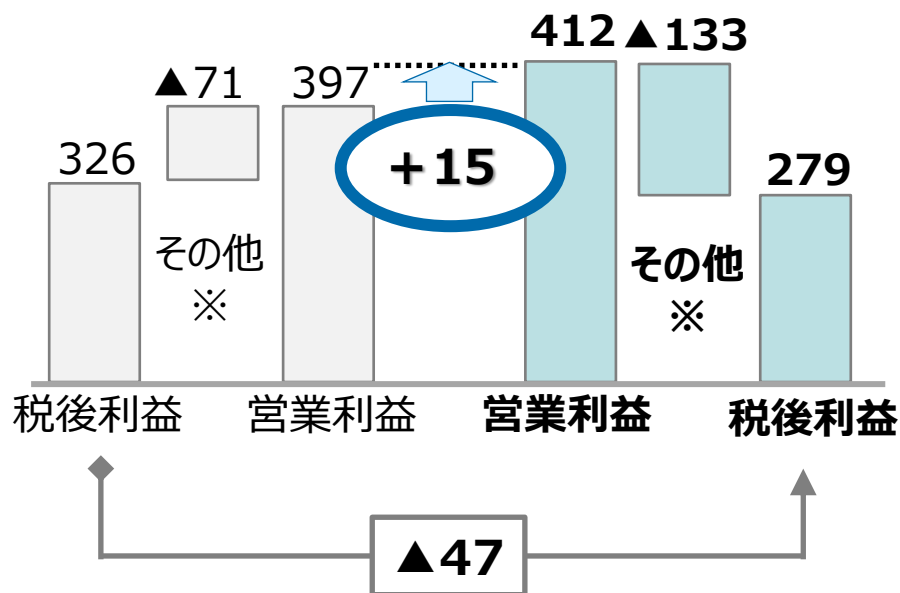 412
▲133
▲71
397
326
＋15
279
その他
※
その他
※
税後利益
営業利益
営業利益
税後利益
▲47